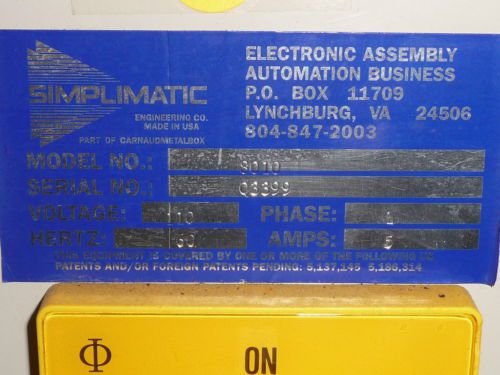 SIMPLIMATIC
ENGINEERING CO.
MADE IN USA
PART OF CARNAUDMETALBOX
ELECTRONIC ASSEMBLY
AUTOMATION BUSINESS
P.O. BOX 11709
LYNCHBURG, VA 24506
804-847-2003
MODEL NO.: 8010
SERIAL NO.: Q3399
VOLTAGE: 110 PHASE: 1
HERTZ: 60 AMPS: 5
THIS EQUIPMENT IS COVERED BY ONE OR MORE OF THE FOLLOWING US
PATENTS AND/OR FOREIGN PATENTS PENDING: 5,137,145 5,186,314
Φ ON